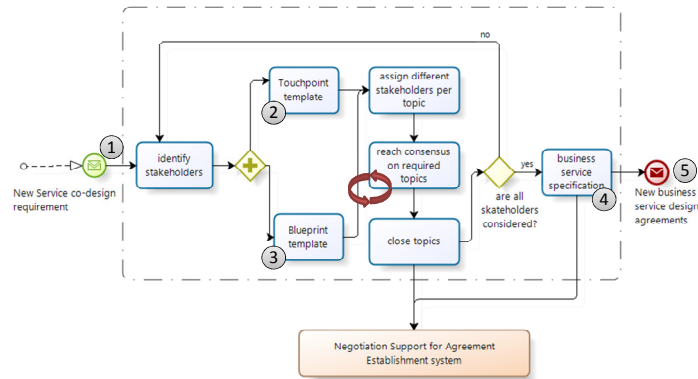 no
Touchpoint
template
2
assign different
stakeholders per
topic
1
identify
stakeholders
reach consensus
on required
topics
yes
business
service
specification
4
5
New Service co-design
requirement
are all
skateholders
considered?
New business
service design
agreements
Blueprint
template
3
close topics
Negotiation Support for Agreement
Establishment system